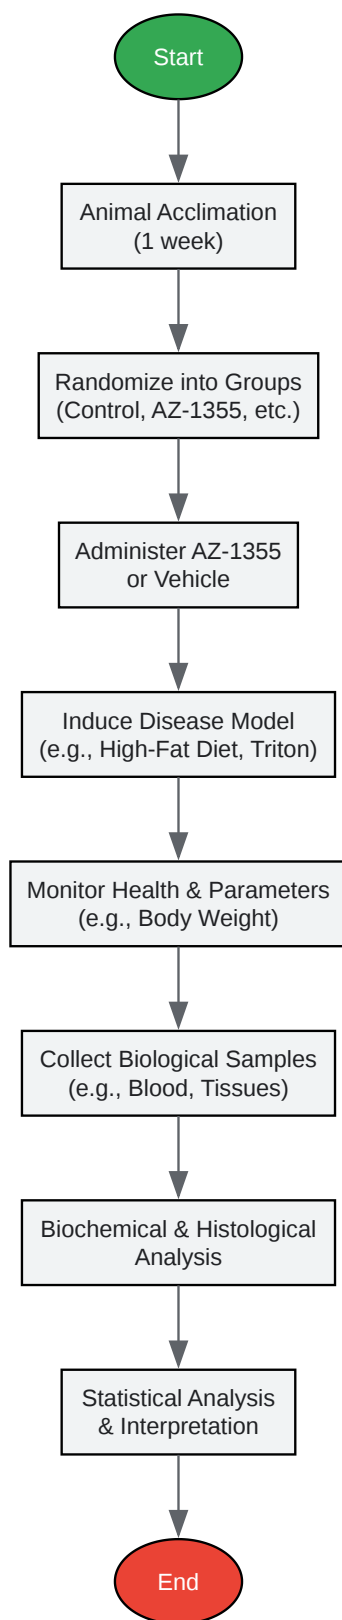 Start
Animal Acclimation
(1 week)
Randomize into Groups
(Control, AZ-1355, etc.)
Administer AZ-1355
or Vehicle
Induce Disease Model
(e.g., High-Fat Diet, Triton)
Monitor Health & Parameters
(e.g., Body Weight)
Collect Biological Samples
(e.g., Blood, Tissues)
Biochemical & Histological
Analysis
Statistical Analysis
& Interpretation
End